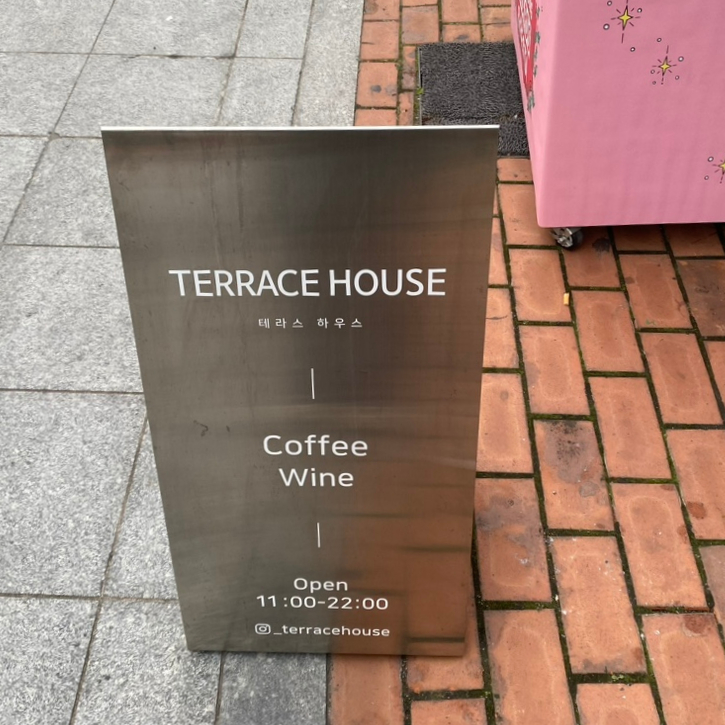 TERRACE HOUSE
테라스 하우스
Coffee
Wine
Open
11:00-22:00
_terracehouse